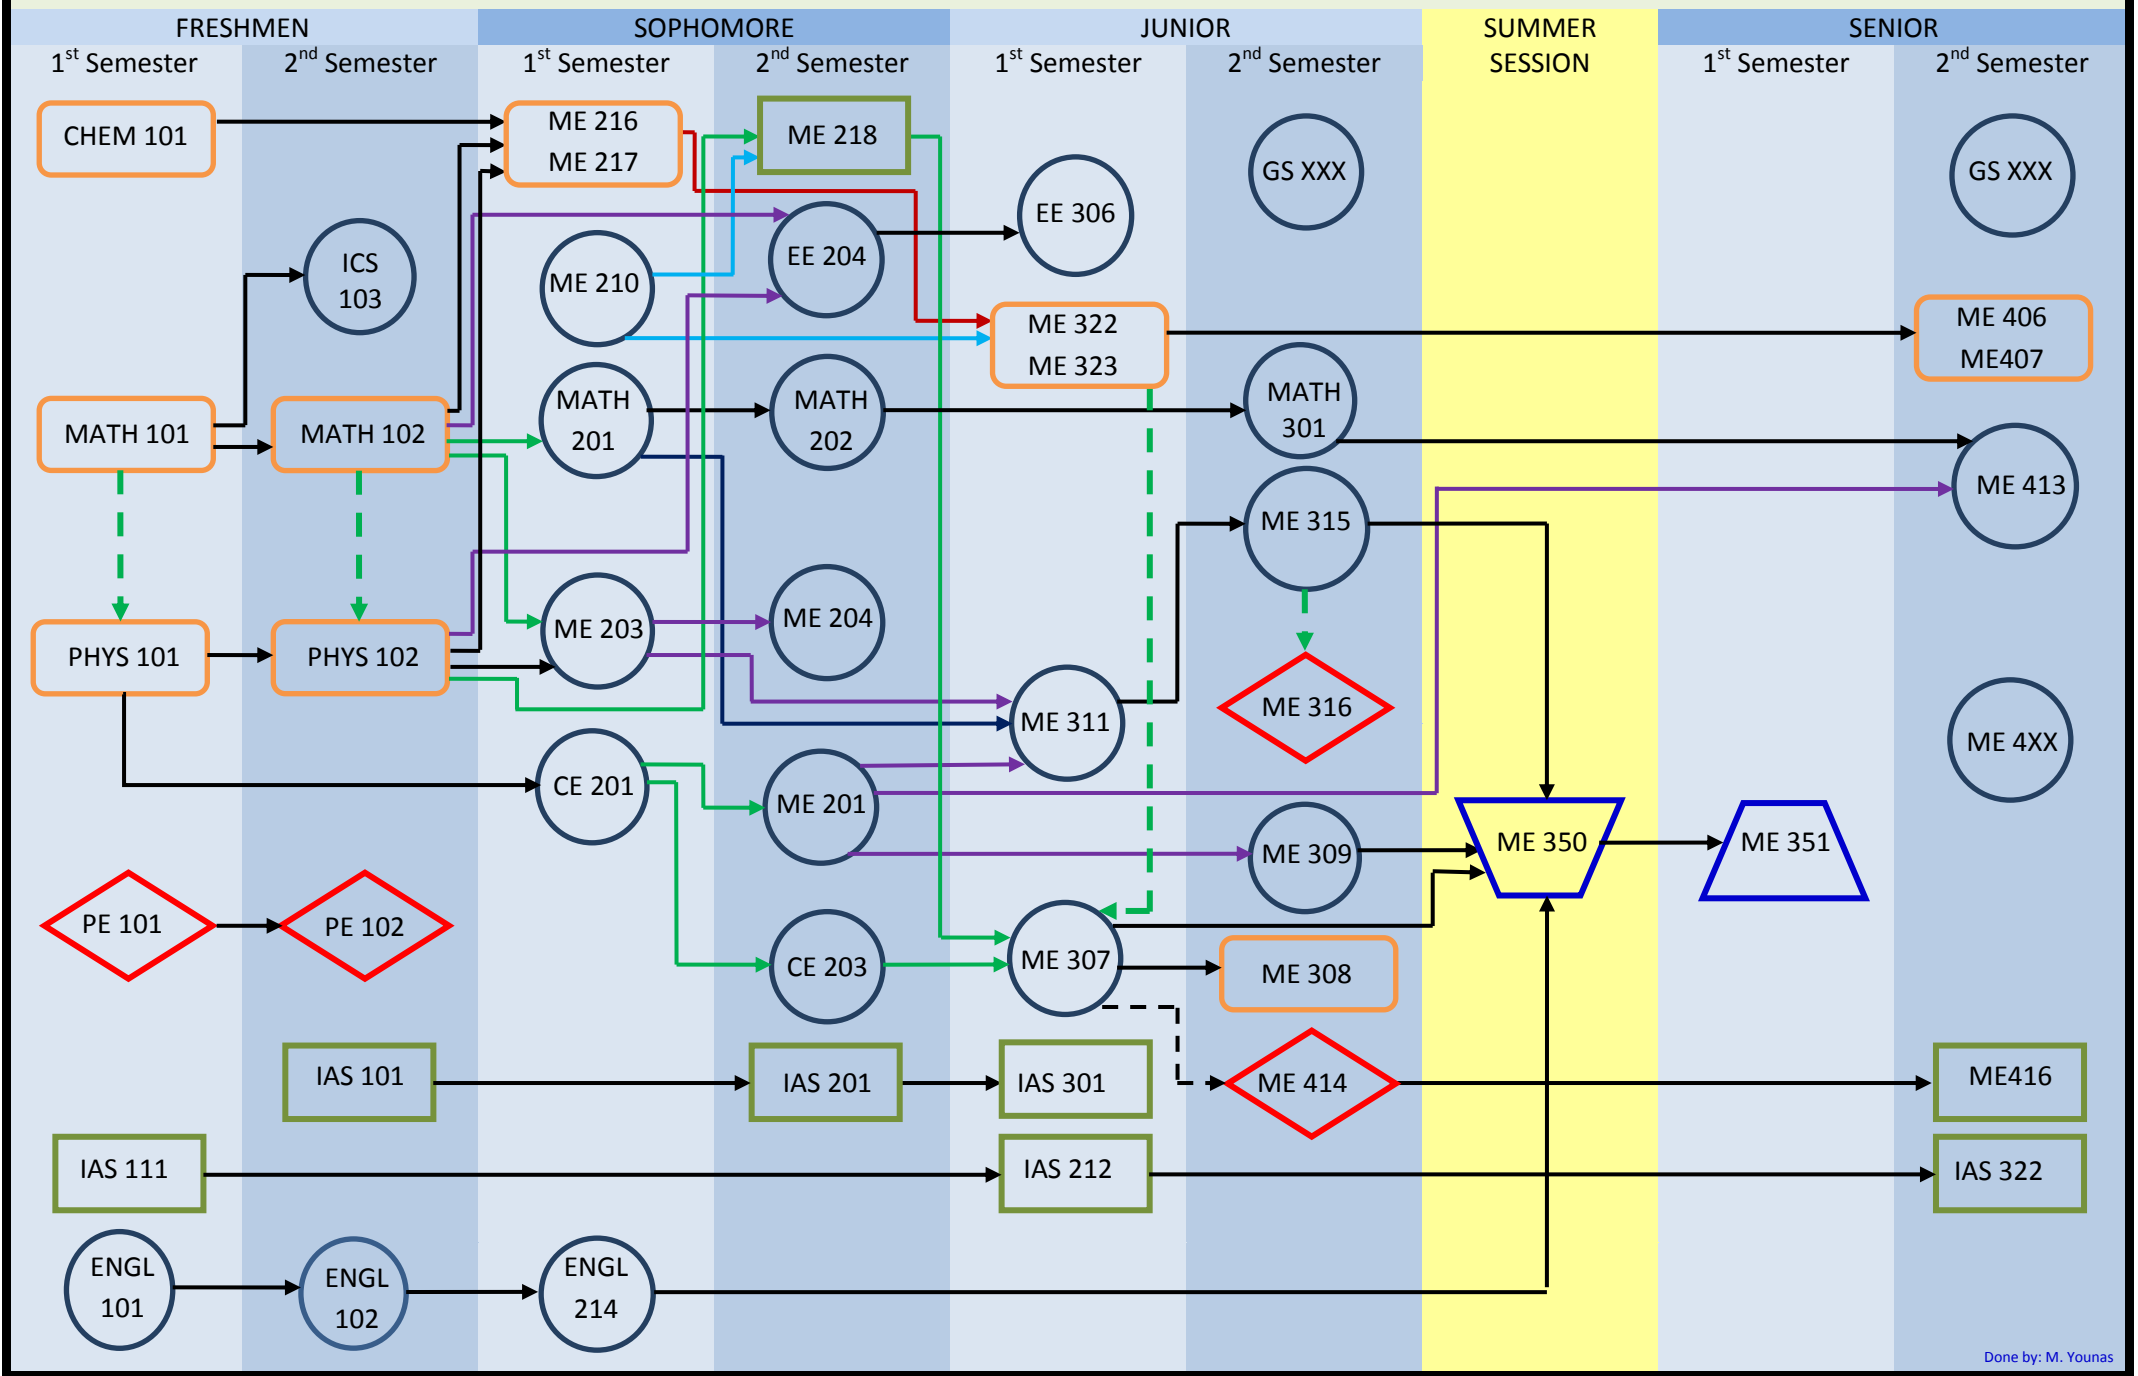 FRESHMEN
SOPHOMORE
JUNIOR
SUMMER
SESSION
SENIOR
1st Semester
2nd Semester
1st Semester
2nd Semester
1st Semester
2nd Semester
1st Semester
2nd Semester
CHEM 101
MATH 101
PHYS 101
PE 101
IAS 111
ENGL
101
ICS
103
MATH 102
PHYS 102
PE 102
IAS 101
ENGL
102
ME 216
ME 217
ME 210
MATH
201
ME 203
CE 201
ENGL
214
ME 218
EE 204
MATH
202
ME 204
ME 201
CE 203
IAS 201
EE 306
ME 322
ME 323
ME 311
ME 307
IAS 301
IAS 212
GS XXX
MATH
301
ME 315
ME 316
ME 309
ME 308
ME 414
ME 350
ME 351
GS XXX
ME 406
ME407
ME 413
ME 4XX
ME416
IAS 322
Done by: M. Younas